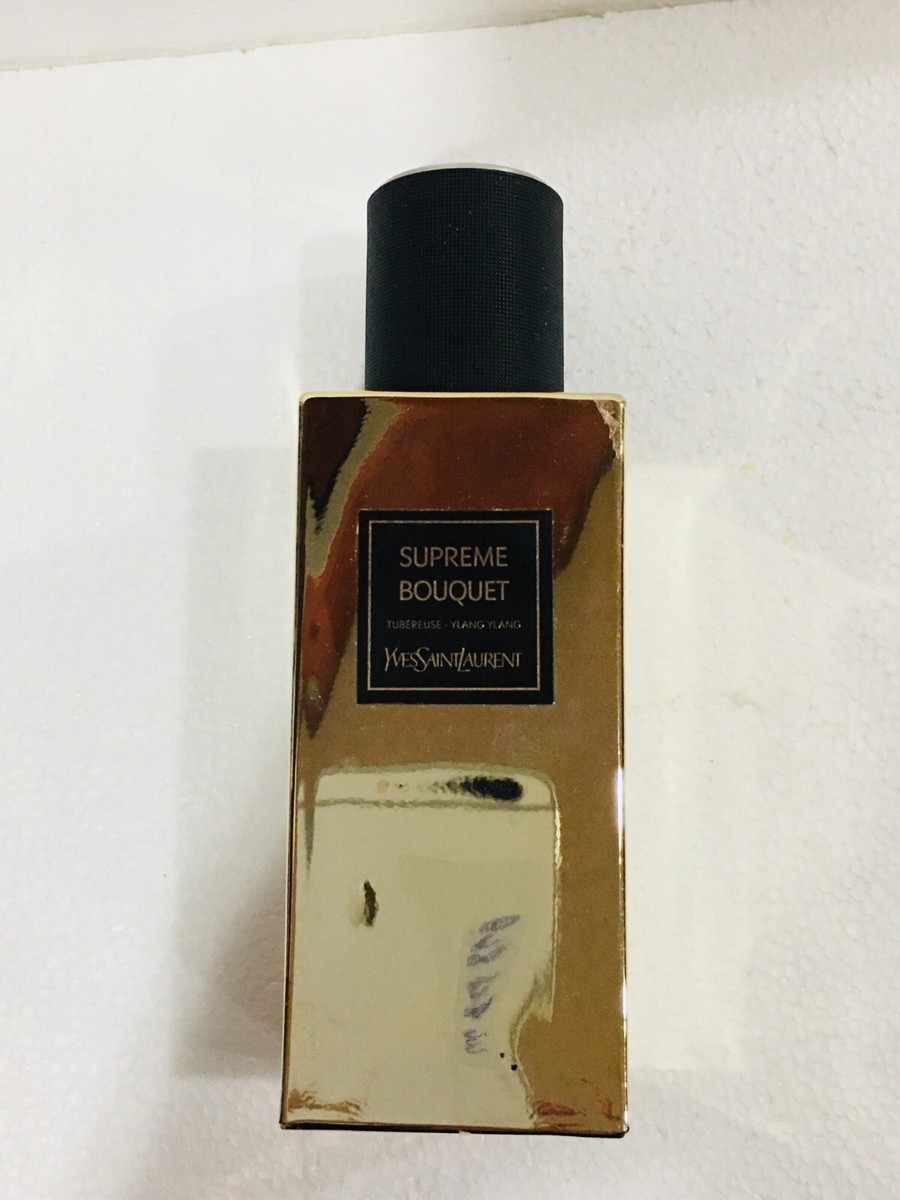 SUPREME
BOUQUET
TUBÉREUSE - YLANG YLANG
YVESSAINTLAURENT